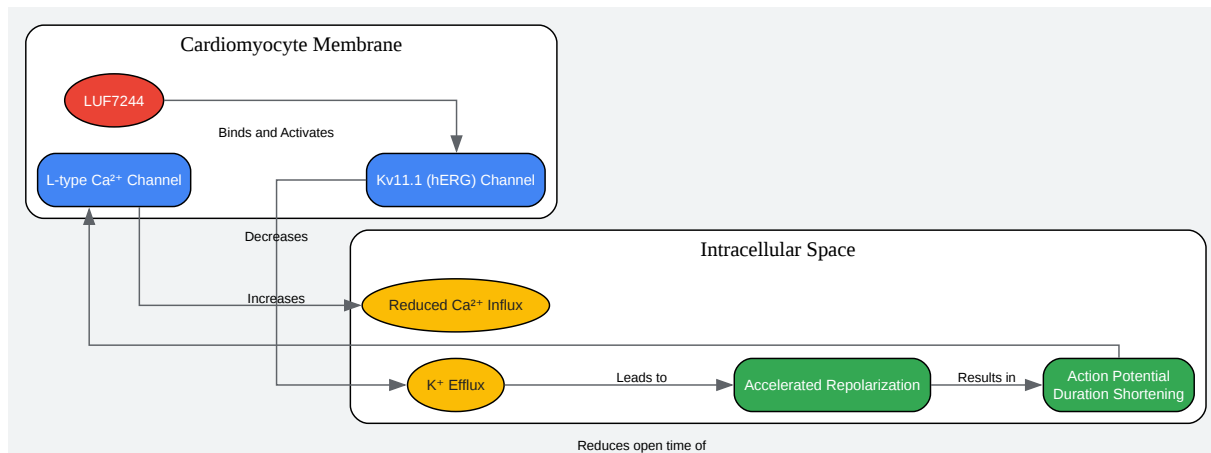 Cardiomyocyte Membrane
LUF7244
Binds and Activates
L-type Ca²⁺ Channel
Kv11.1 (hERG) Channel
Decreases
Intracellular Space
Increases
Reduced Ca²⁺ Influx
K⁺ Efflux
Leads to
Accelerated Repolarization
Results in
Action Potential
Duration Shortening
Reduces open time of